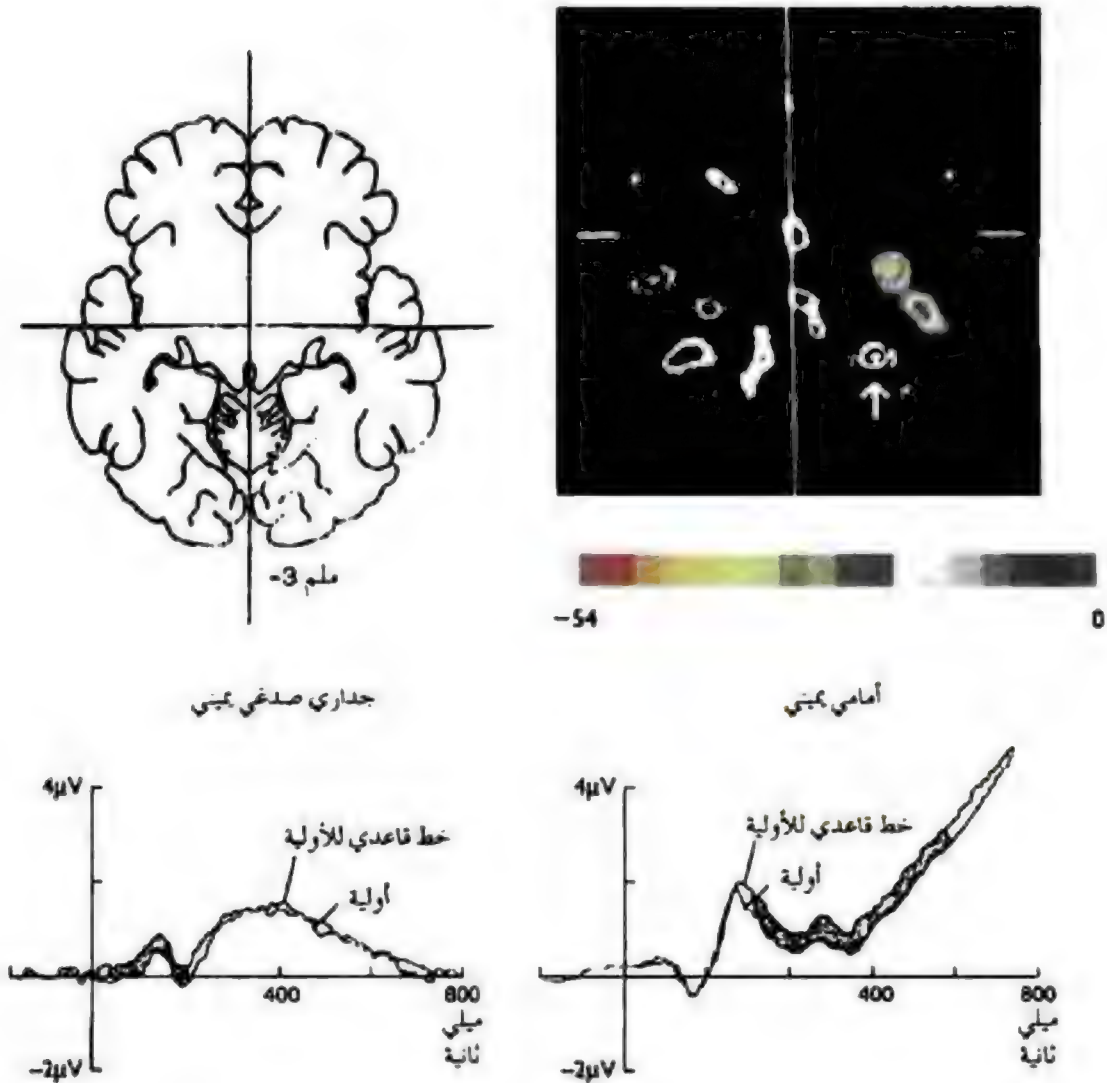 -3 ملم
-54
0
جداري صدغي يميني
أمامي يميني
4µV
خط قاعدي للأولية
أولية
400
800
ميلي
ثانية
-2µV
4µV
خط قاعدي للأولية
أولية
400
800
ميلي
ثانية
-2µV